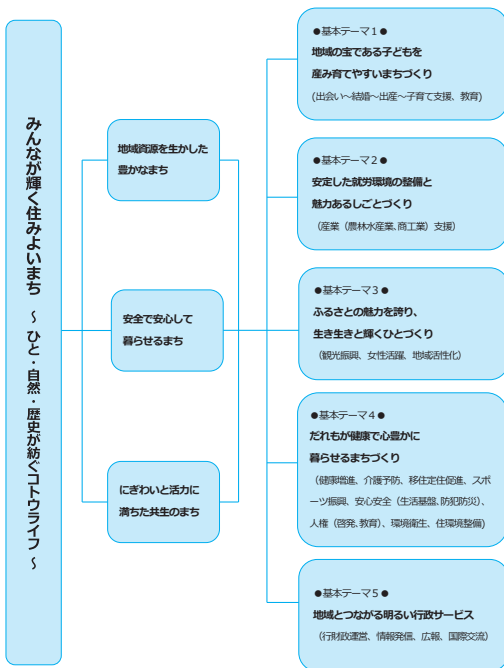 みんなが輝く住みよいまち ～ ひと・自然・歴史が紡ぐコトウライフ ～
地域資源を生かした
豊かなまち
安全で安心して
暮らせるまち
にぎわいと活力に
満ちた共生のまち
●基本テーマ1●
地域の宝である子どもを
産み育てやすいまちづくり
(出会い～結婚～出産～子育て支援、教育)
●基本テーマ2●
安定した就労環境の整備と
魅力あるしごとづくり
（産業（農林水産業、商工業）支援）
●基本テーマ3●
ふるさとの魅力を誇り、
生き生きと輝くひとづくり
（観光振興、女性活躍、地域活性化）
●基本テーマ4●
だれもが健康で心豊かに
暮らせるまちづくり
（健康増進、介護予防、移住定住促進、スポ
ーツ振興、安心安全（生活基盤、防犯防災）、
人権（啓発、教育）、環境衛生、住環境整備)
●基本テーマ5●
地域とつながる明るい行政サービス
（行財政運営、情報発信、広報、国際交流）